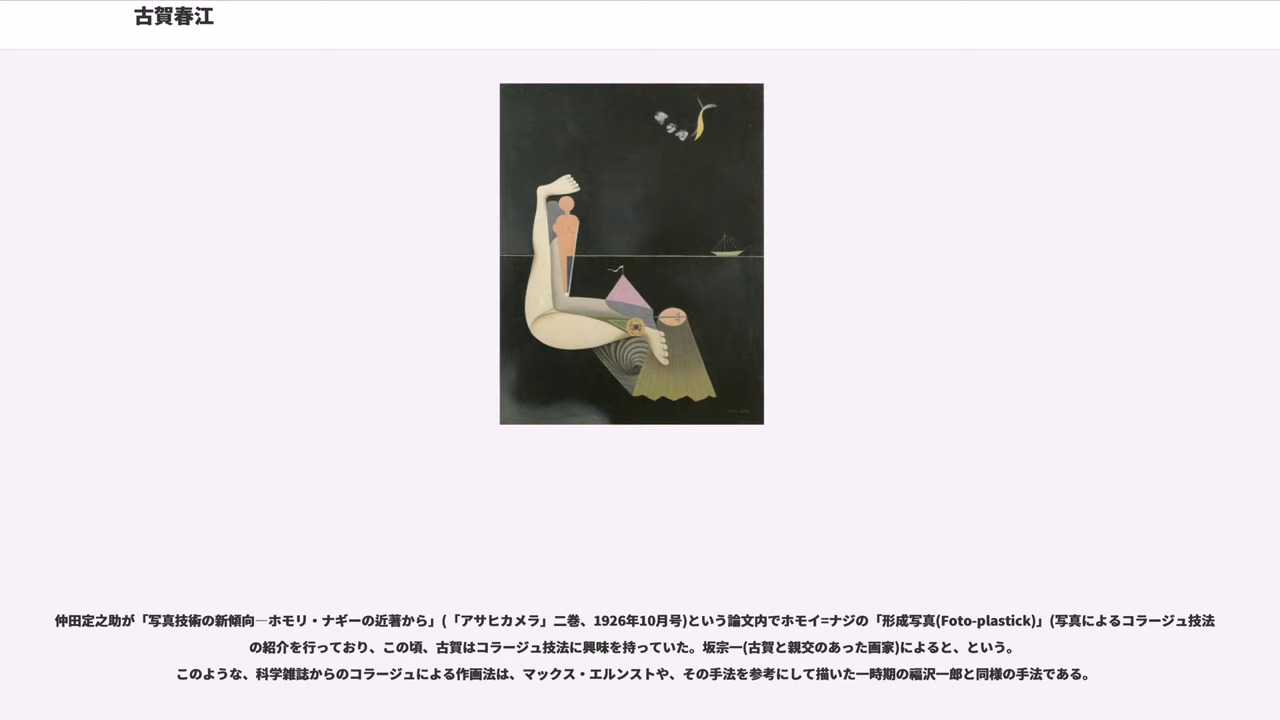 古賀春江
仲田定之助が「写真技術の新傾向―ホモリ・ナギーの近著から」(「アサヒカメラ」二巻、1926年10月号)という論文内でホモイ=ナジの「形成写真(Foto-plastick)」(写真によるコラージュ技法
の紹介を行っており、この頃、古賀はコラージュ技法に興味を持っていた。坂宗一(古賀と親交のあった画家)によると、という。
このような、科学雑誌からのコラージュによる作画法は、マックス・エルンストや、その手法を参考にして描いた一時期の福沢一郎と同様の手法である。